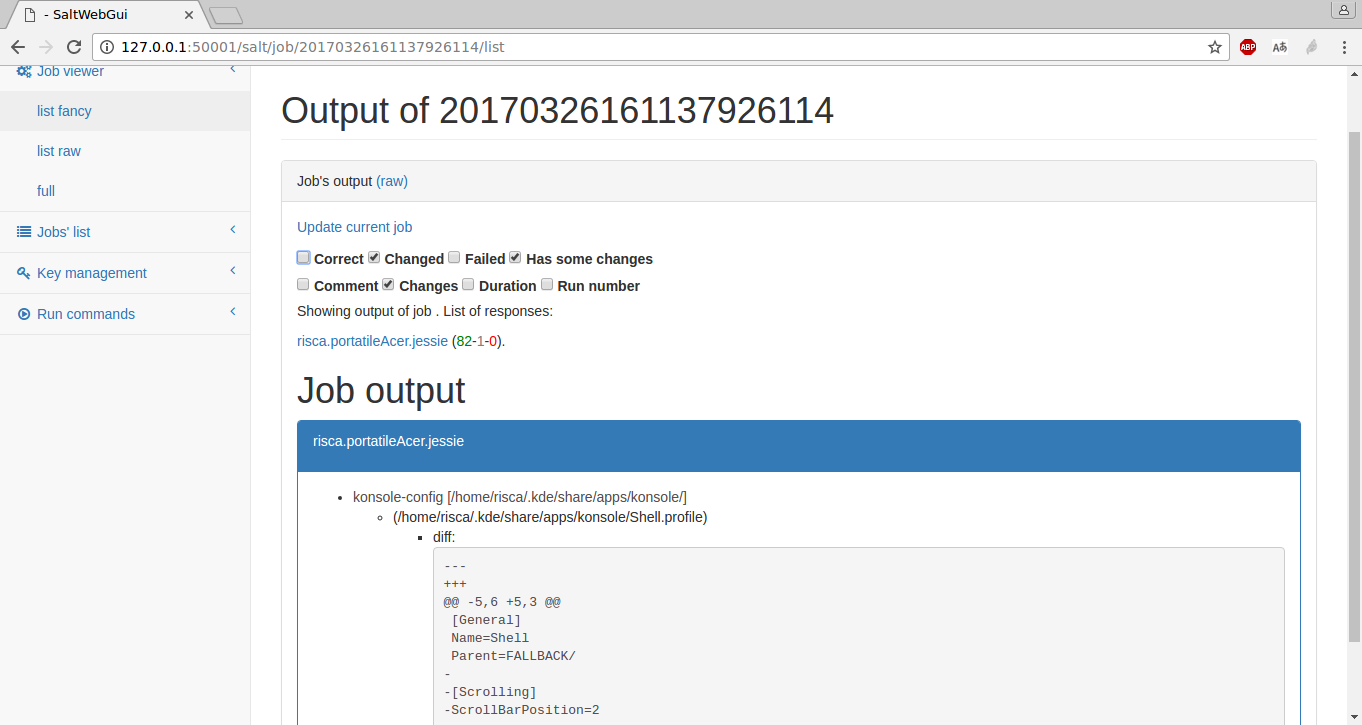 - SaltWebGui
127.0.0.1:50001/salt/job/20170326161137926114/list
ABP
Aあ
Job viewer
list fancy
list raw
full
Jobs' list
Key management
Run commands
Output of 20170326161137926114
Job's output (raw)
Update current job
Correct Changed Failed Has some changes
Comment Changes Duration Run number
Showing output of job . List of responses:
risca.portatileAcer.jessie (82-1-0).
Job output
risca.portatileAcer.jessie
konsole-config [/home/risca/.kde/share/apps/konsole/]
(/home/risca/.kde/share/apps/konsole/Shell.profile)
diff:
---
+++
@@ -5,6 +5,3 @@
[General]
Name=Shell
Parent=FALLBACK/
-
-[Scrolling]
-ScrollBarPosition=2